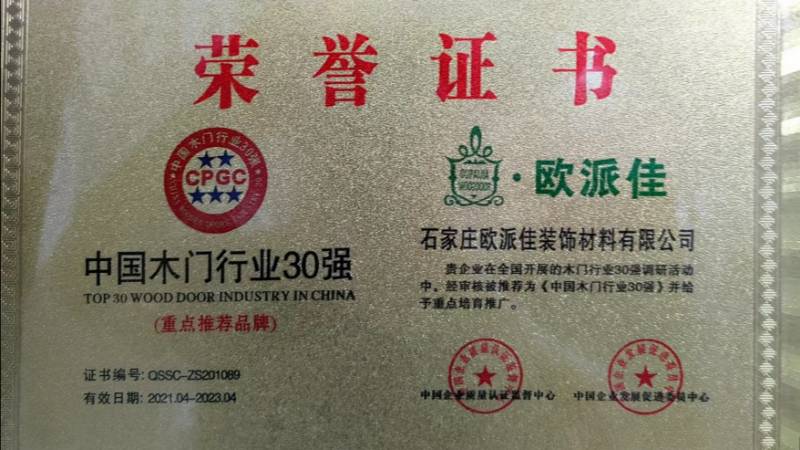 荣誉证书
中国木门行业30强
CPGC
OUPAIJIA
WOODDOOR
·欧派佳
中国木门行业30强
TOP 30 WOOD DOOR INDUSTRY IN CHINA
(重点推荐品牌)
证书编号: QSSC-ZS201089
有效日期: 2021.04-2023.04
石家庄欧派佳装饰材料有限公司
贵企业在全国开展的木门行业30强调研活动
中、经审核被推荐为《中国木门行业30强》并给
予重点培育推广。
中国企业质量认证监督中心
中国企业发展促进委员中心